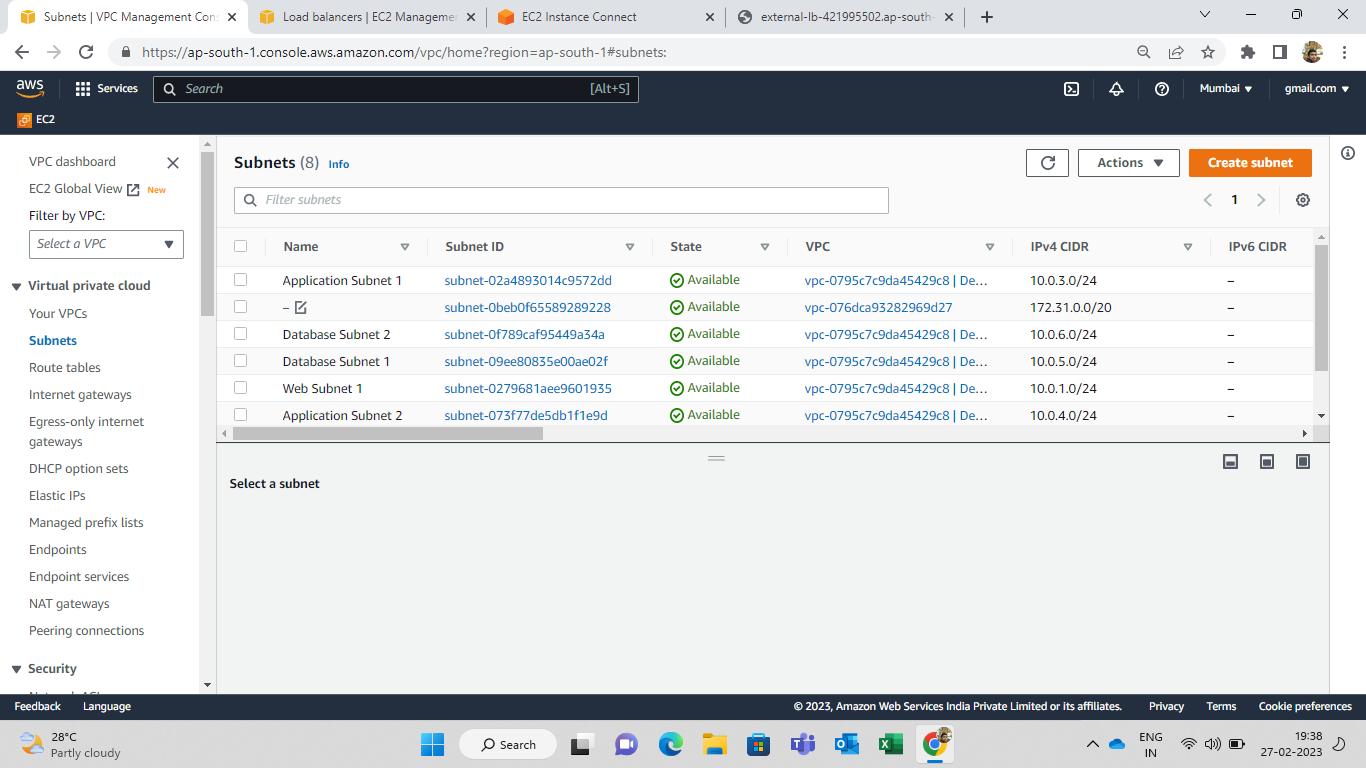 Subnets | VPC Management Cons
Load balancers | EC2 Managemer
EC2 Instance Connect
external-lb-421995502.ap-south-
https://ap-south-1.console.aws.amazon.com/vpc/home?region=ap-south-1#subnets:
aws
Services
Search
[Alt+S]
Mumbai
gmail.com
EC2
VPC dashboard
EC2 Global View
New
Filter by VPC:
Select a VPC
Virtual private cloud
Your VPCs
Subnets
Route tables
Internet gateways
Egress-only internet
gateways
DHCP option sets
Elastic IPs
Managed prefix lists
Endpoints
Endpoint services
NAT gateways
Peering connections
Security
Subnets (8) Info
Actions
Create subnet
Filter subnets
1
Name Subnet ID State VPC IPv4 CIDR IPv6 CIDR
Application Subnet 1 subnet-02a4893014c9572dd Available vpc-0795c7c9da45429c8 | De... 10.0.3.0/24 –
– subnet-0beb0f65589289228 Available vpc-076dca93282969d27 172.31.0.0/20 –
Database Subnet 2 subnet-0f789caf95449a34a Available vpc-0795c7c9da45429c8 | De... 10.0.6.0/24 –
Database Subnet 1 subnet-09ee80835e00ae02f Available vpc-0795c7c9da45429c8 | De... 10.0.5.0/24 –
Web Subnet 1 subnet-0279681aee9601935 Available vpc-0795c7c9da45429c8 | De... 10.0.1.0/24 –
Application Subnet 2 subnet-073f77de5db1f1e9d Available vpc-0795c7c9da45429c8 | De... 10.0.4.0/24 –
Select a subnet
Feedback Language
© 2023, Amazon Web Services India Private Limited or its affiliates. Privacy Terms Cookie preferences
28°C
Partly cloudy
Search
ENG
IN
19:38
27-02-2023